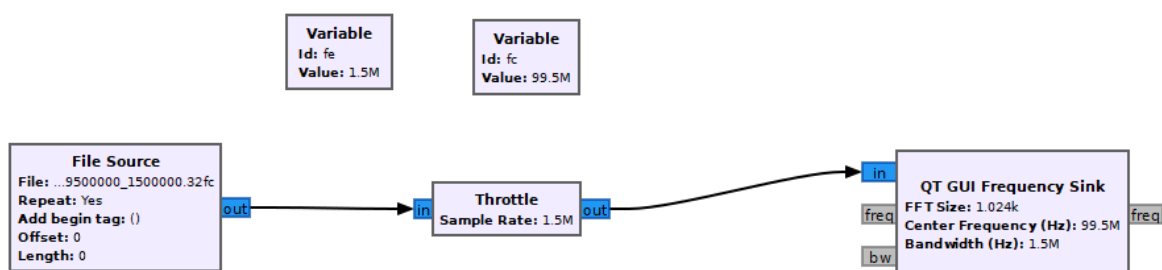 Variable
Id: fe
Value: 1.5M
Variable
Id: fc
Value: 99.5M
File Source
File: ...9500000_1500000.32fc
Repeat: Yes
Add begin tag: ()
Offset: 0
Length: 0
out
in
Throttle
Sample Rate: 1.5M
out
in
freq
bw
QT GUI Frequency Sink
FFT Size: 1.024k
Center Frequency (Hz): 99.5M
Bandwidth (Hz): 1.5M
freq